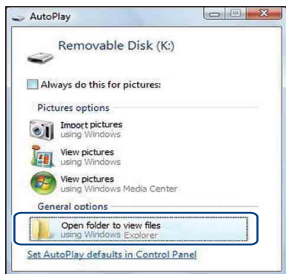 AutoPlay
Removable Disk (K:)
Always do this for pictures:
Pictures options
Import pictures
using Windows
View pictures
using Windows
View pictures
using Windows Media Center
General options
Open folder to view files
using Windows Explorer
Set AutoPlay defaults in Control Panel